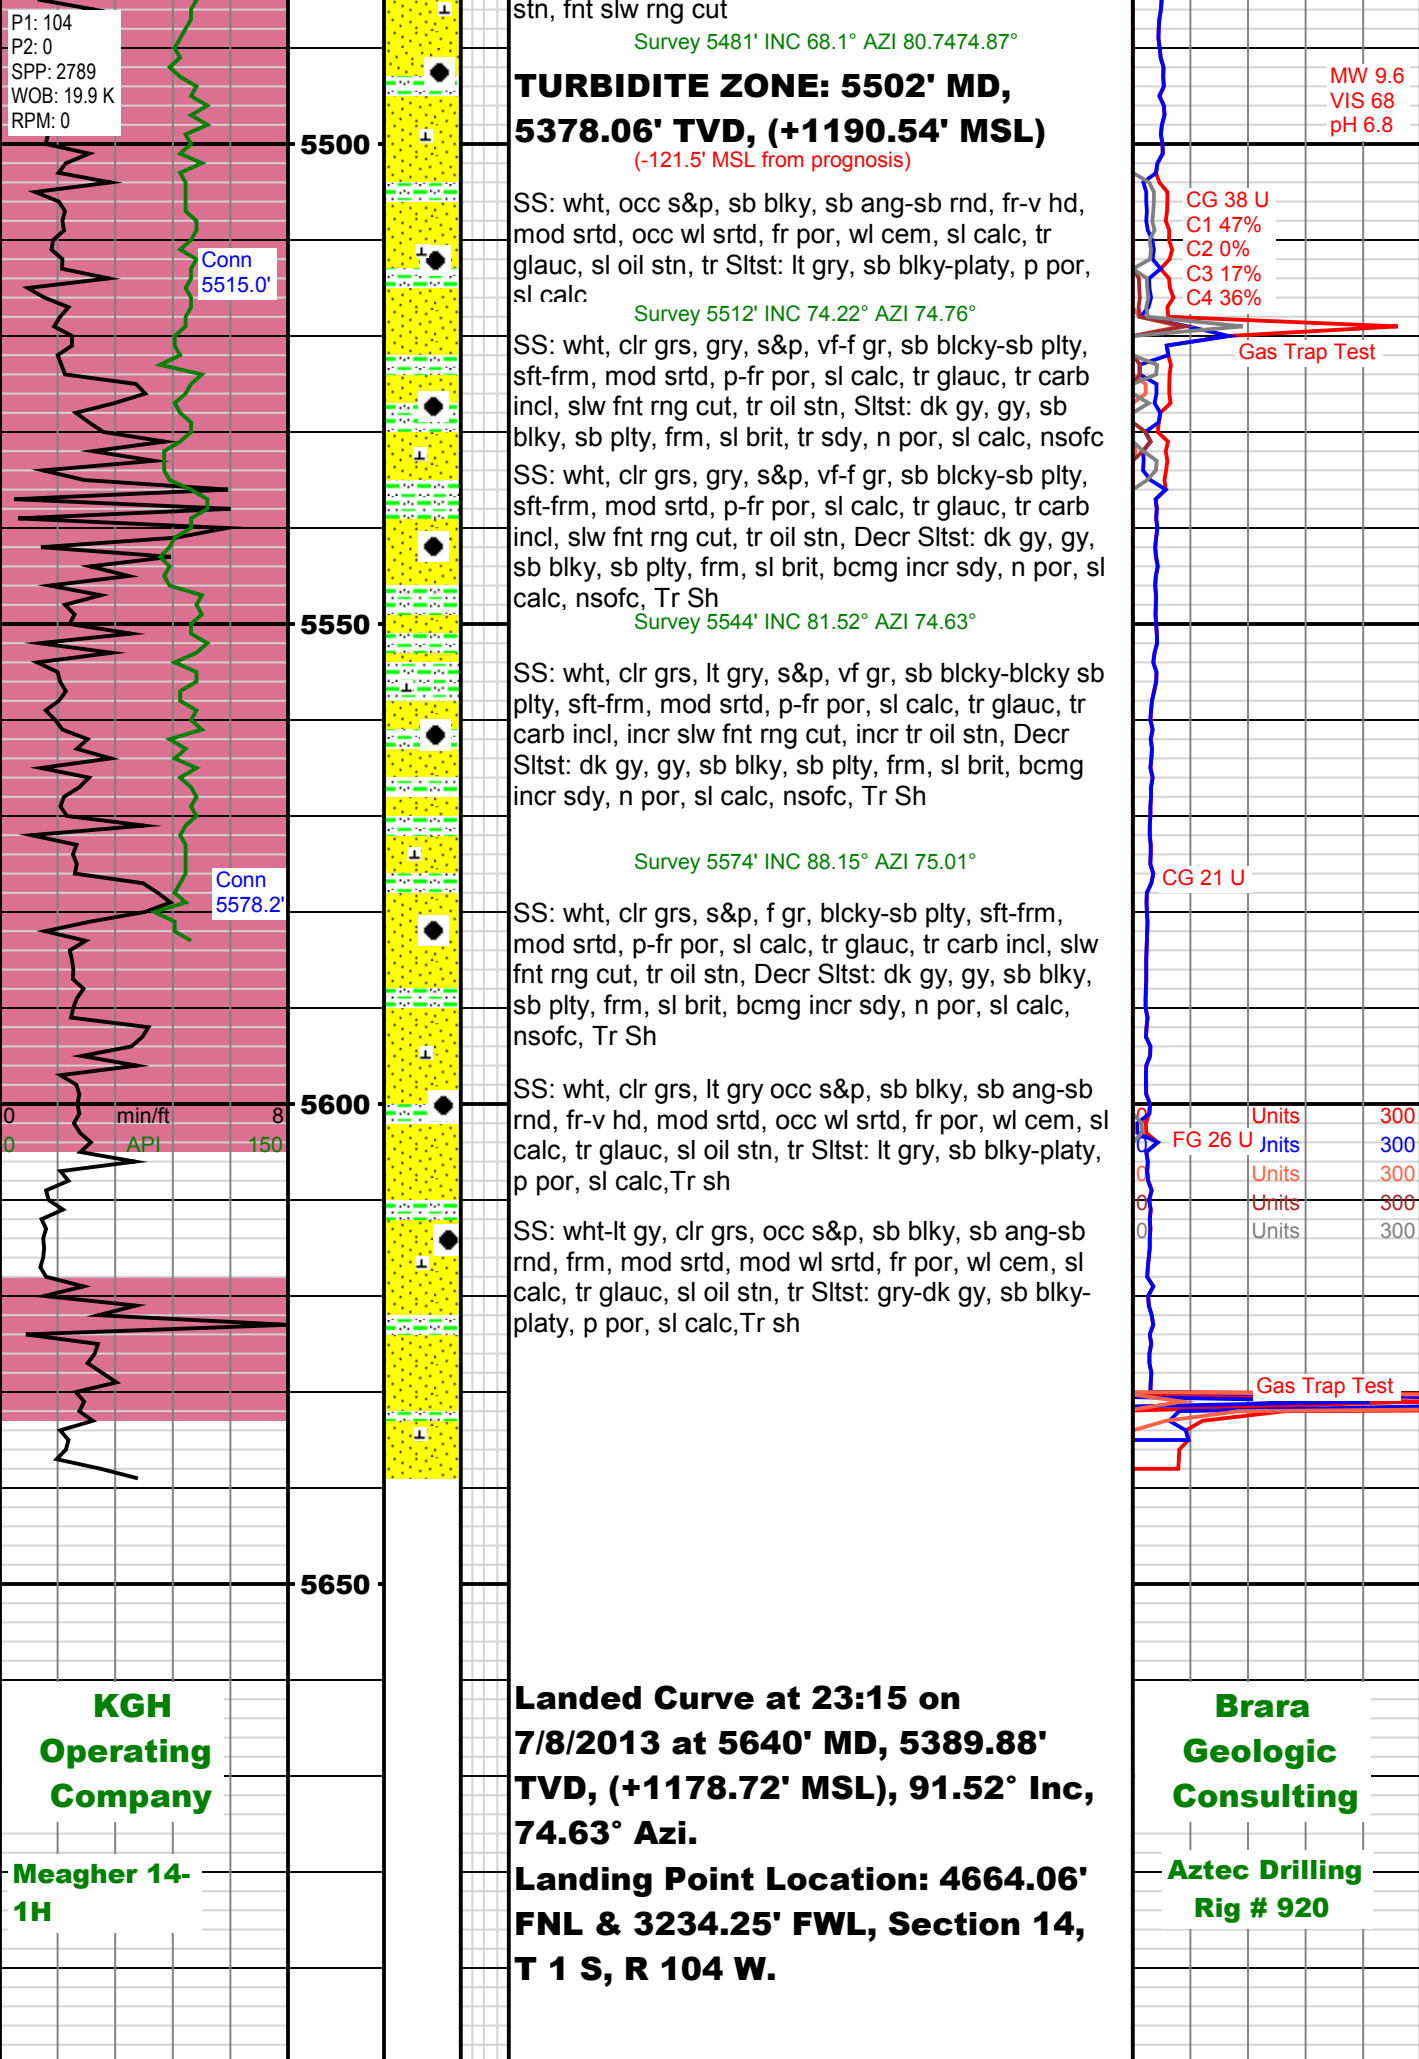 P1: 104
P2: 0
SPP: 2789
WOB: 19.9 K
RPM: 0
Conn
5515.0'
Conn
5578.2'
0 min/ft 8
0 API 150
KGH
Operating
Company
Meagher 14-
1H
5500
5550
5600
5650
stn, fnt slw rng cut
Survey 5481' INC 68.1° AZI 80.7474.87°
TURBIDITE ZONE: 5502' MD,
5378.06' TVD, (+1190.54' MSL)
(-121.5' MSL from prognosis)
SS: wht, occ s&p, sb blky, sb ang-sb rnd, fr-v hd,
mod srtd, occ wl srtd, fr por, wl cem, sl calc, tr
glauc, sl oil stn, tr Sltst: lt gry, sb blky-platy, p por,
sl calc
Survey 5512' INC 74.22° AZI 74.76°
SS: wht, clr grs, gry, s&p, vf-f gr, sb blcky-sb plty,
sft-frm, mod srtd, p-fr por, sl calc, tr glauc, tr carb
incl, slw fnt rng cut, tr oil stn, Sltst: dk gy, gy, sb
blky, sb plty, frm, sl brit, tr sdy, n por, sl calc, nsofc
SS: wht, clr grs, gry, s&p, vf-f gr, sb blcky-sb plty,
sft-frm, mod srtd, p-fr por, sl calc, tr glauc, tr carb
incl, slw fnt rng cut, tr oil stn, Decr Sltst: dk gy, gy,
sb blky, sb plty, frm, sl brit, bcmg incr sdy, n por, sl
calc, nsofc, Tr Sh
Survey 5544' INC 81.52° AZI 74.63°
SS: wht, clr grs, lt gry, s&p, vf gr, sb blcky-blcky sb
plty, sft-frm, mod srtd, p-fr por, sl calc, tr glauc, tr
carb incl, incr slw fnt rng cut, incr tr oil stn, Decr
Sltst: dk gy, gy, sb blky, sb plty, frm, sl brit, bcmg
incr sdy, n por, sl calc, nsofc, Tr Sh
Survey 5574' INC 88.15° AZI 75.01°
SS: wht, clr grs, s&p, f gr, blcky-sb plty, sft-frm,
mod srtd, p-fr por, sl calc, tr glauc, tr carb incl, slw
fnt rng cut, tr oil stn, Decr Sltst: dk gy, gy, sb blky,
sb plty, frm, sl brit, bcmg incr sdy, n por, sl calc,
nsofc, Tr Sh
SS: wht, clr grs, lt gry occ s&p, sb blky, sb ang-sb
rnd, fr-v hd, mod srtd, occ wl srtd, fr por, wl cem, sl
calc, tr glauc, sl oil stn, tr Sltst: lt gry, sb blky-platy,
p por, sl calc,Tr sh
SS: wht-lt gy, clr grs, occ s&p, sb blky, sb ang-sb
rnd, frm, mod srtd, mod wl srtd, fr por, wl cem, sl
calc, tr glauc, sl oil stn, tr Sltst: gry-dk gy, sb blky-
platy, p por, sl calc,Tr sh
Landed Curve at 23:15 on
7/8/2013 at 5640' MD, 5389.88'
TVD, (+1178.72' MSL), 91.52° Inc,
74.63° Azi.
Landing Point Location: 4664.06'
FNL & 3234.25' FWL, Section 14,
T 1 S, R 104 W.
MW 9.6
VIS 68
pH 6.8
CG 38 U
C1 47%
C2 0%
C3 17%
C4 36%
Gas Trap Test
CG 21 U
0 Units 300
FG 26 U
0 Units 300
0 Units 300
0 Units 300
0 Units 300
Gas Trap Test
Brara
Geologic
Consulting
Aztec Drilling
Rig # 920